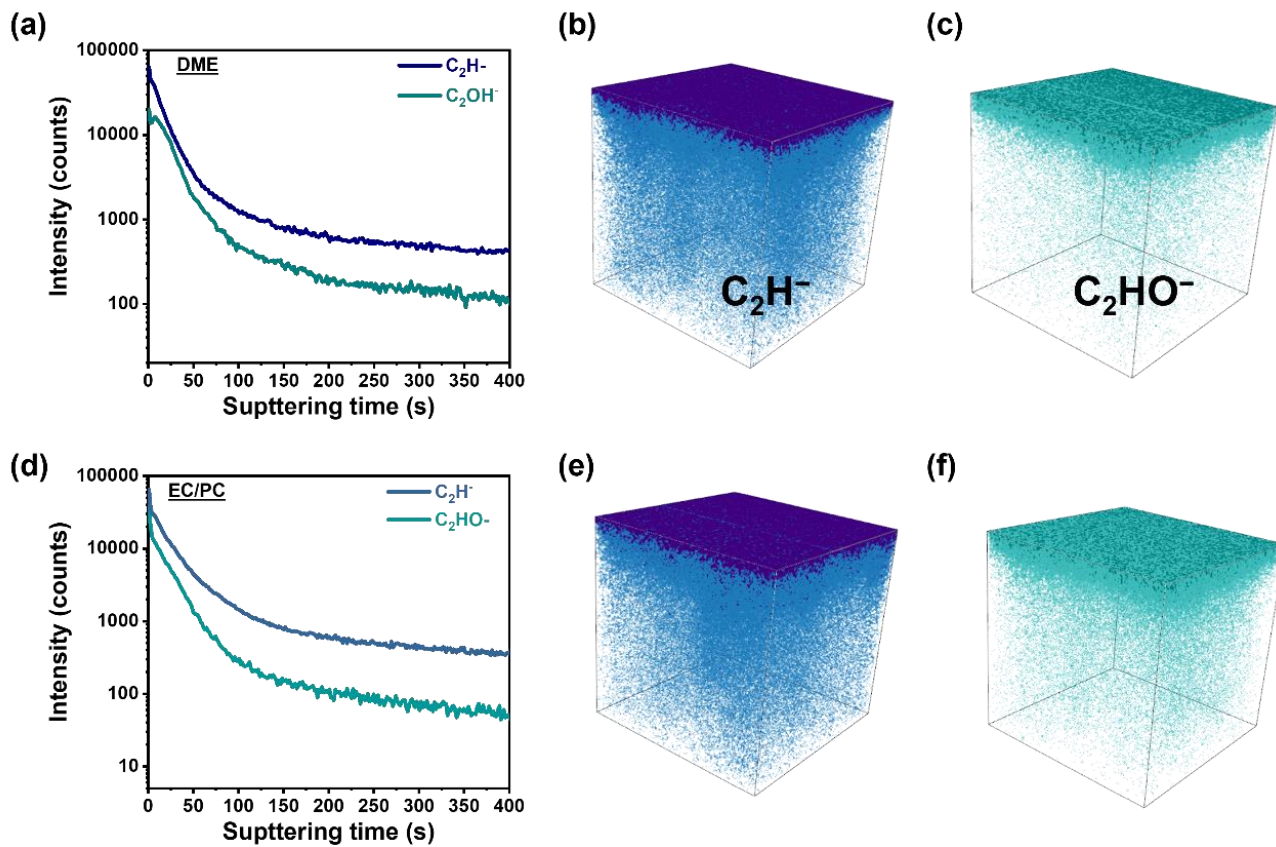 (a)
DME
C₂H-
C₂OH⁻
100000
10000
1000
100
Intensity (counts)
0 50 100 150 200 250 300 350 400
Supttering time (s)
(b)
C₂H⁻
(c)
C₂HO⁻
(d)
EC/PC
C₂H⁻
C₂HO-
100000
10000
1000
100
10
Intensity (counts)
0 50 100 150 200 250 300 350 400
Supttering time (s)
(e)
(f)